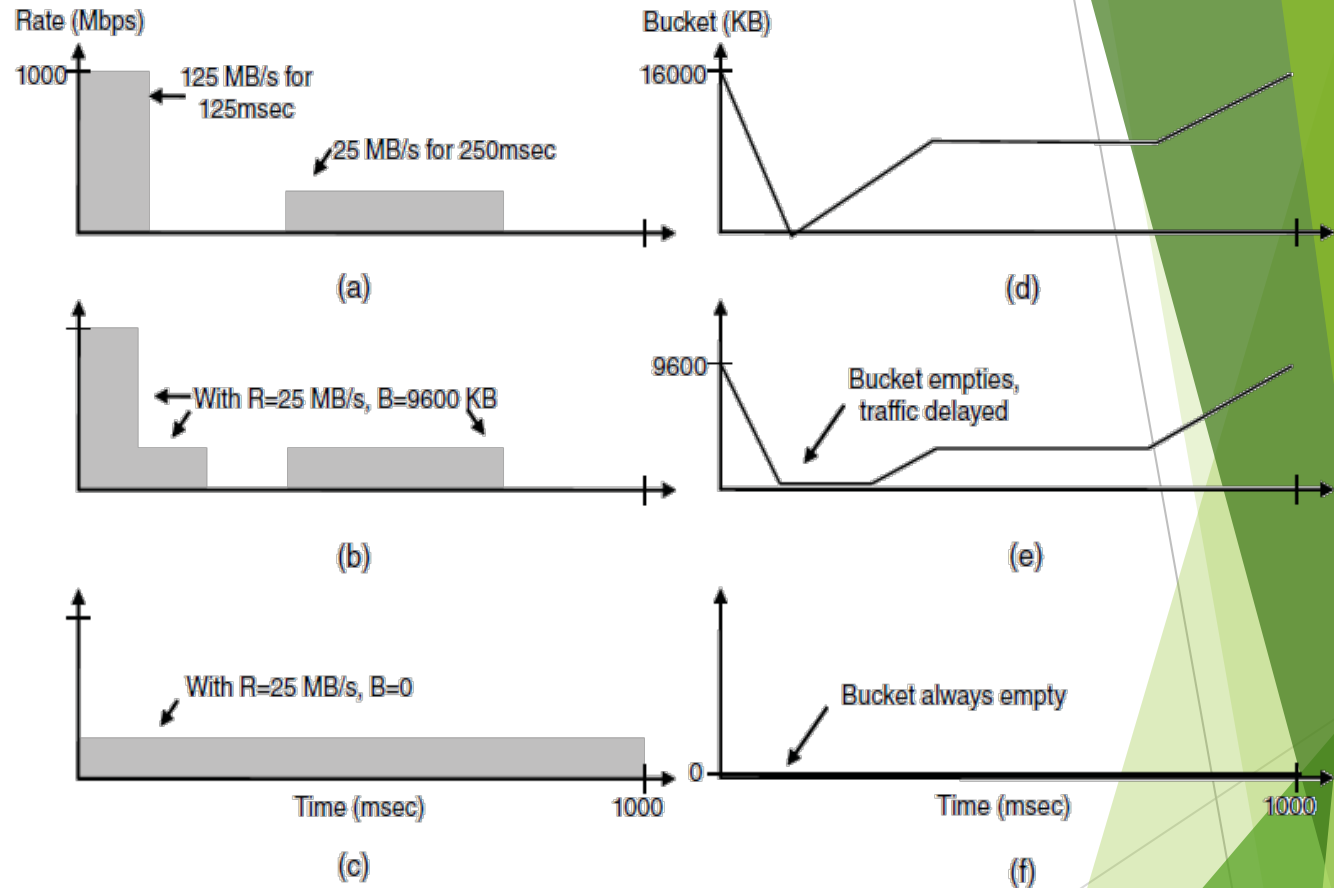 Rate (Mbps)
1000
125 MB/s for
125msec
25 MB/s for 250msec
(a)
Bucket (KB)
16000
(d)
With R=25 MB/s, B=9600 KB
(b)
9600
Bucket empties,
traffic delayed
(e)
With R=25 MB/s, B=0
Time (msec)
1000
(c)
Bucket always empty
0
Time (msec)
1000
(f)